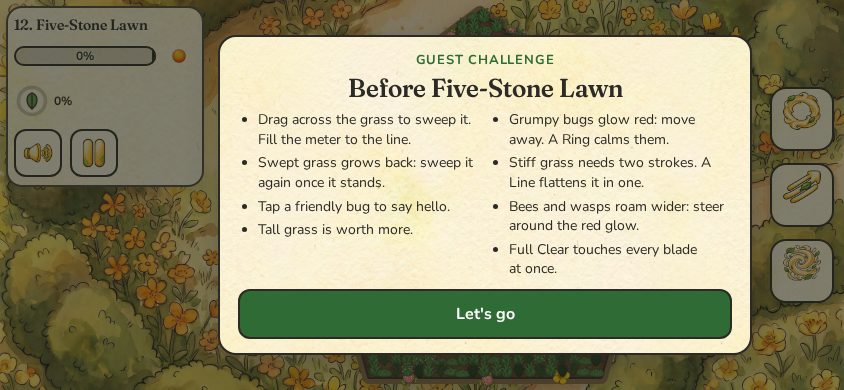 12. Five-Stone Lawn
0%
0%
GUEST CHALLENGE
Before Five-Stone Lawn
• Drag across the grass to sweep it.
Fill the meter to the line.
• Swept grass grows back: sweep it
again once it stands.
• Tap a friendly bug to say hello.
• Tall grass is worth more.
• Grumpy bugs glow red: move
away. A Ring calms them.
• Stiff grass needs two strokes. A
Line flattens it in one.
• Bees and wasps roam wider: steer
around the red glow.
• Full Clear touches every blade
at once.
Let's go